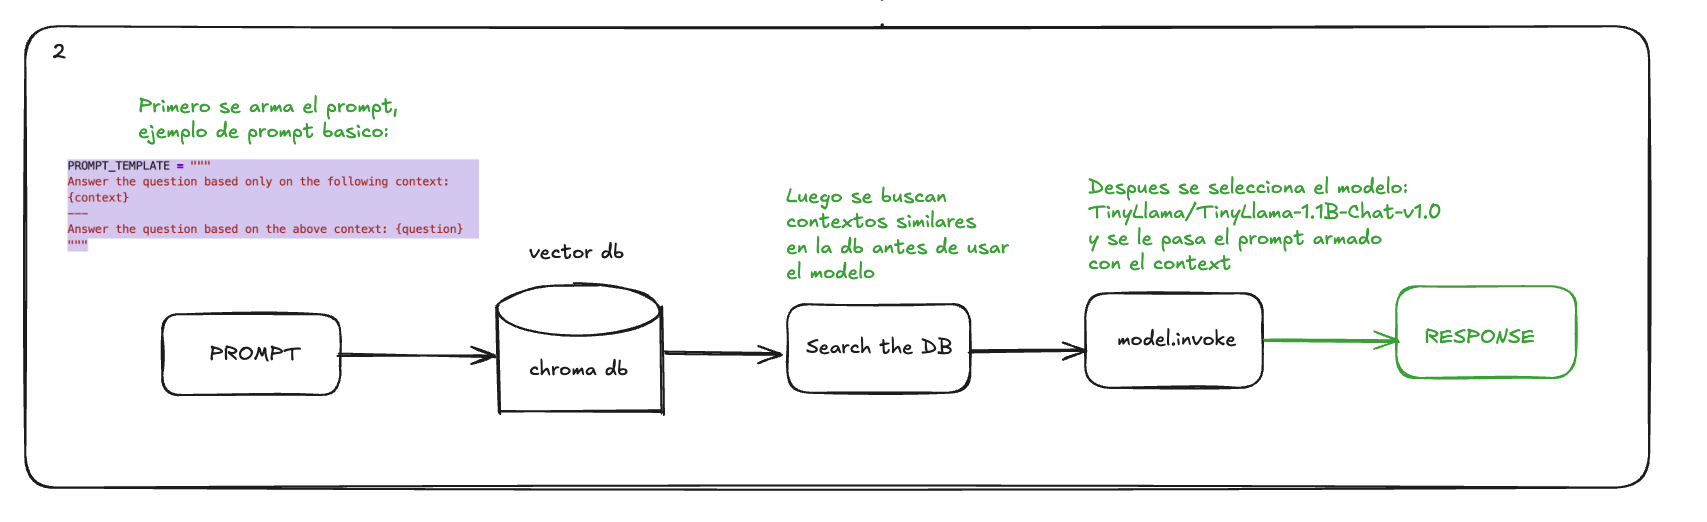 2
Primero se arma el prompt,
ejemplo de prompt basico:
PROMPT_TEMPLATE = """
Answer the question based only on the following context:
{context}
---
Answer the question based on the above context: {question}
"""
PROMPT
vector db
chroma db
Luego se buscan
contextos similares
en la db antes de usar
el modelo
Search the DB
Despues se selecciona el modelo:
TinyLlama/TinyLlama-1.1B-Chat-v1.0
y se le pasa el prompt armado
con el context
model.invoke
RESPONSE